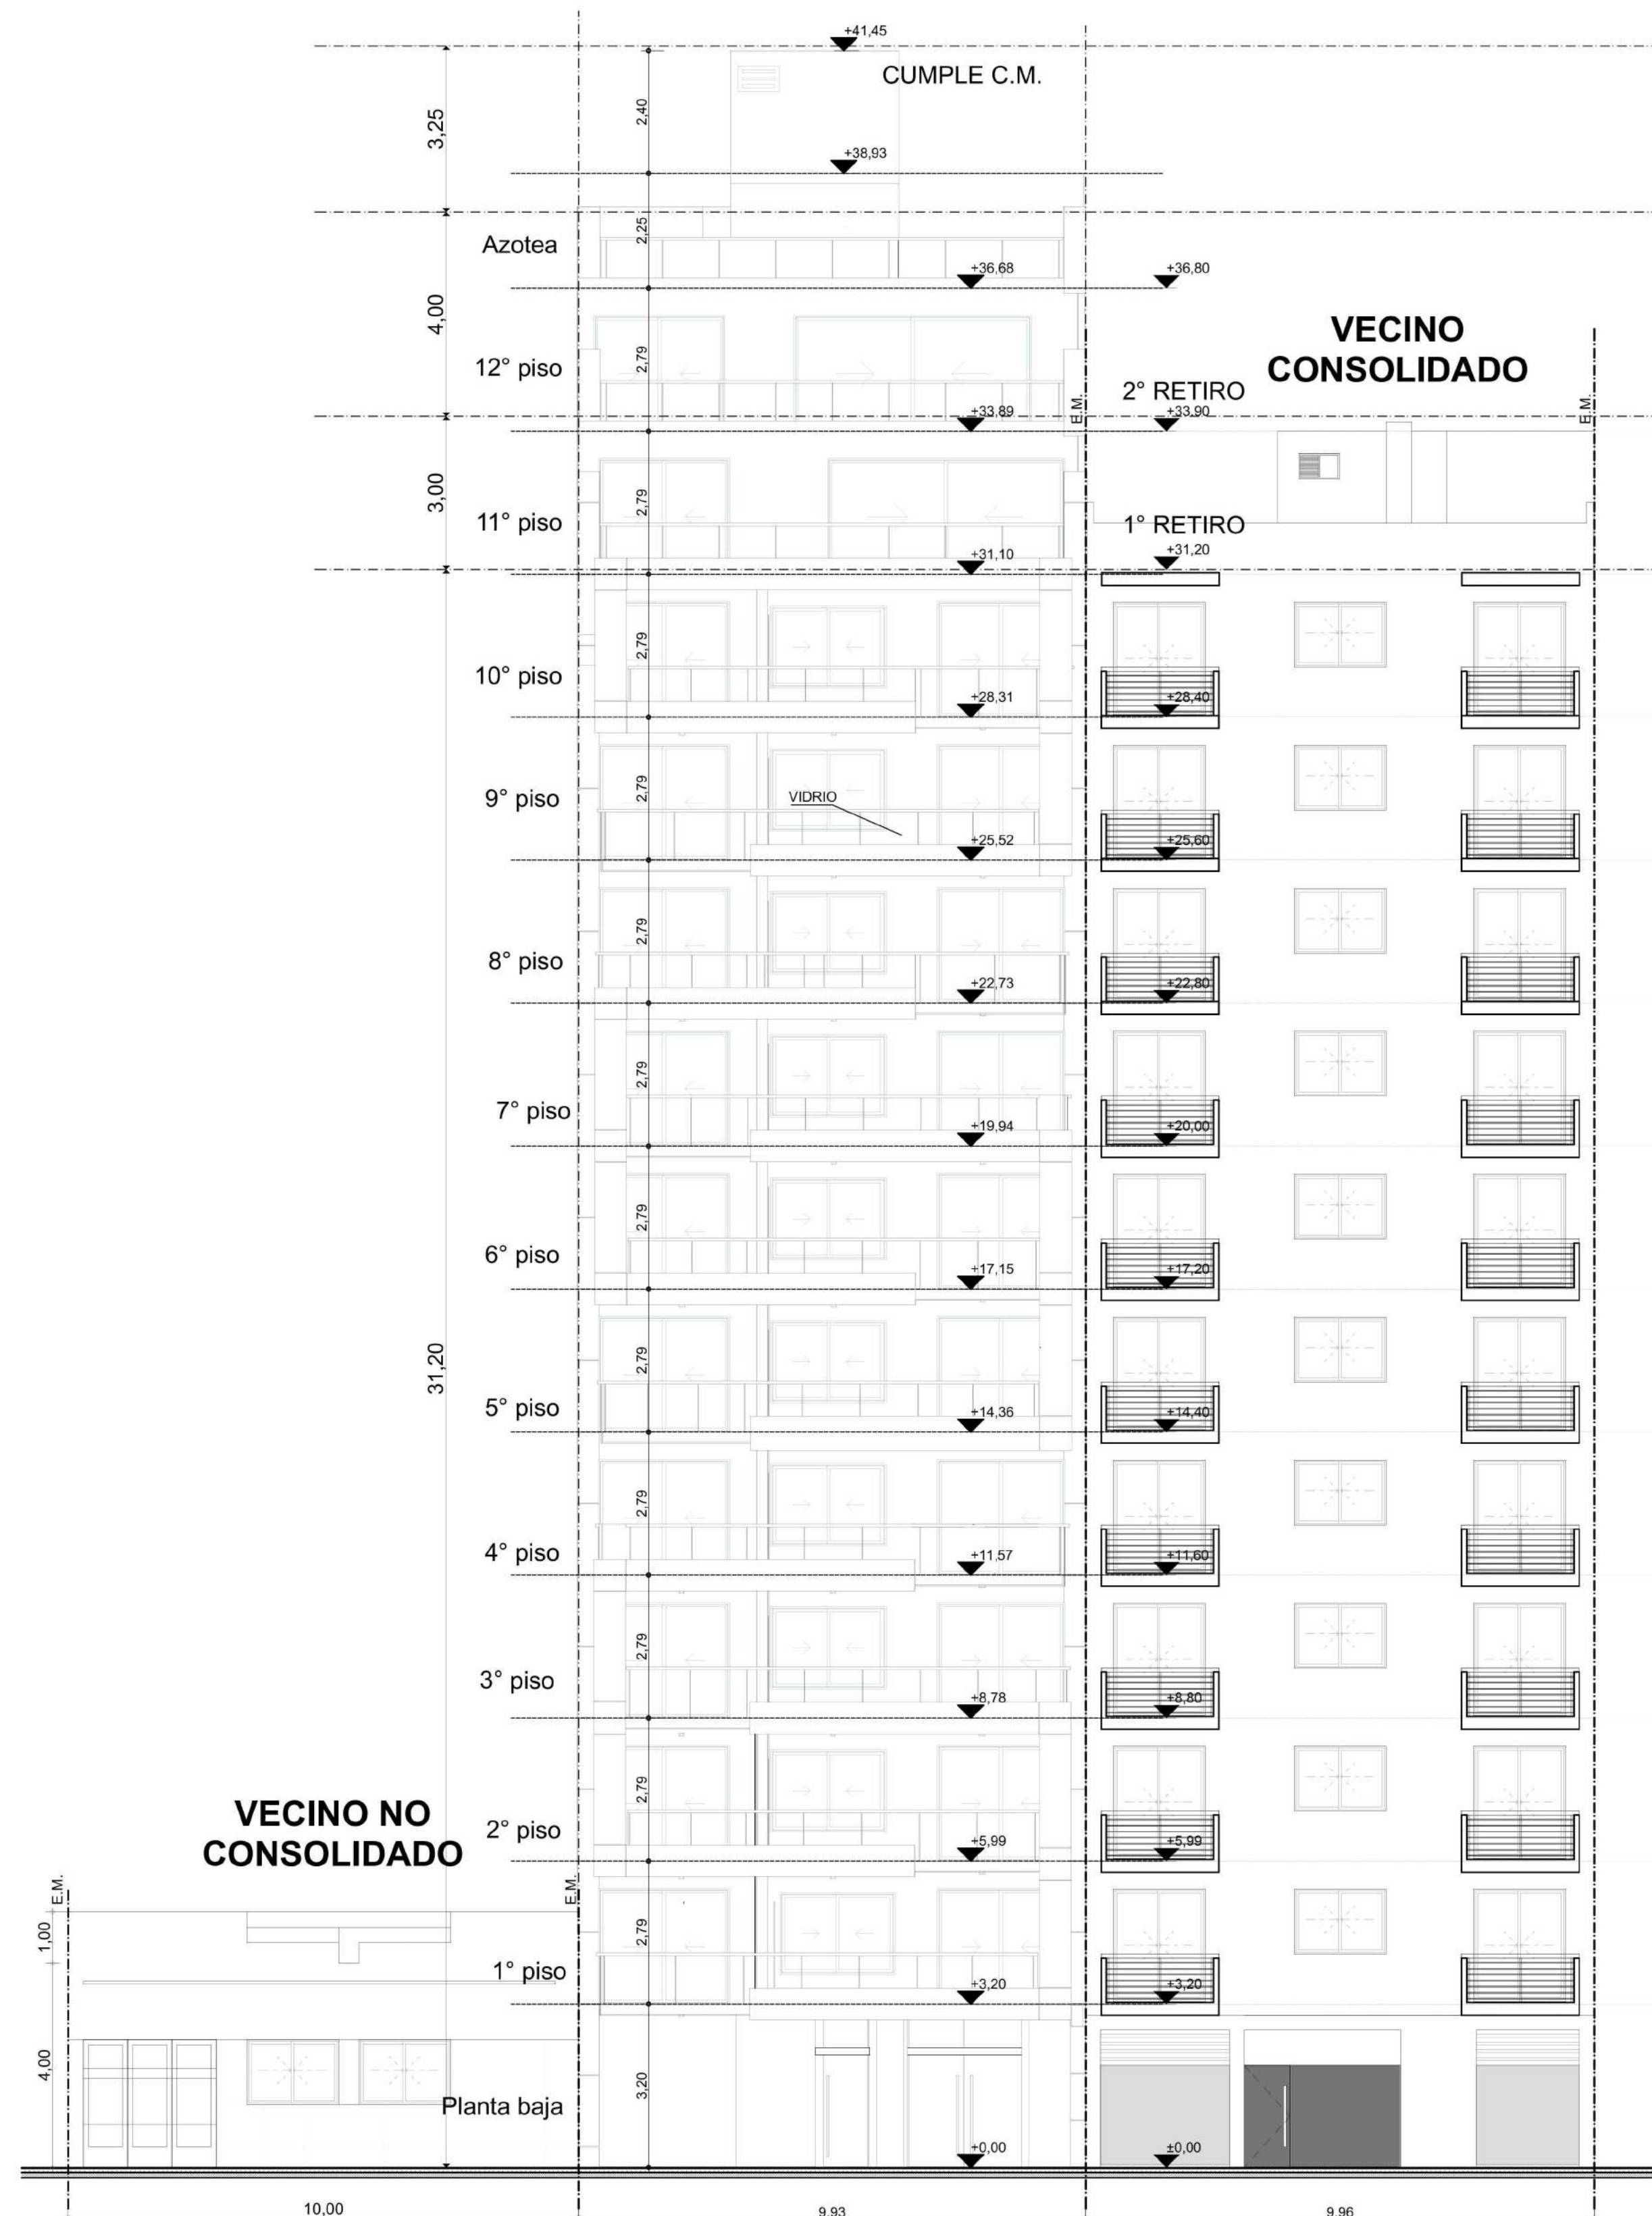 +41,45
CUMPLE C.M.
3,25
2,40
+38,93
Azotea
2,25
+36,68
+36,80
4,00
VECINO
CONSOLIDADO
12° piso
2,79
2° RETIRO
+33,89
+33,90
E.M.
E.M.
3,00
11° piso
2,79
1° RETIRO
+31,10
+31,20
10° piso
2,79
+28,31
+28,40
9° piso
2,79
VIDRIO
+25,52
+25,60
8° piso
2,79
+22,73
+22,80
7° piso
2,79
+19,94
+20,00
6° piso
2,79
+17,15
+17,20
31,20
5° piso
2,79
+14,36
+14,40
4° piso
2,79
+11,57
+11,60
3° piso
2,79
+8,78
+8,80
VECINO NO
CONSOLIDADO
2° piso
2,79
+5,99
+5,99
E.M.
E.M.
1,00
1° piso
2,79
+3,20
+3,20
4,00
Planta baja
3,20
+0,00
±0,00
10,00
9,93
9,96